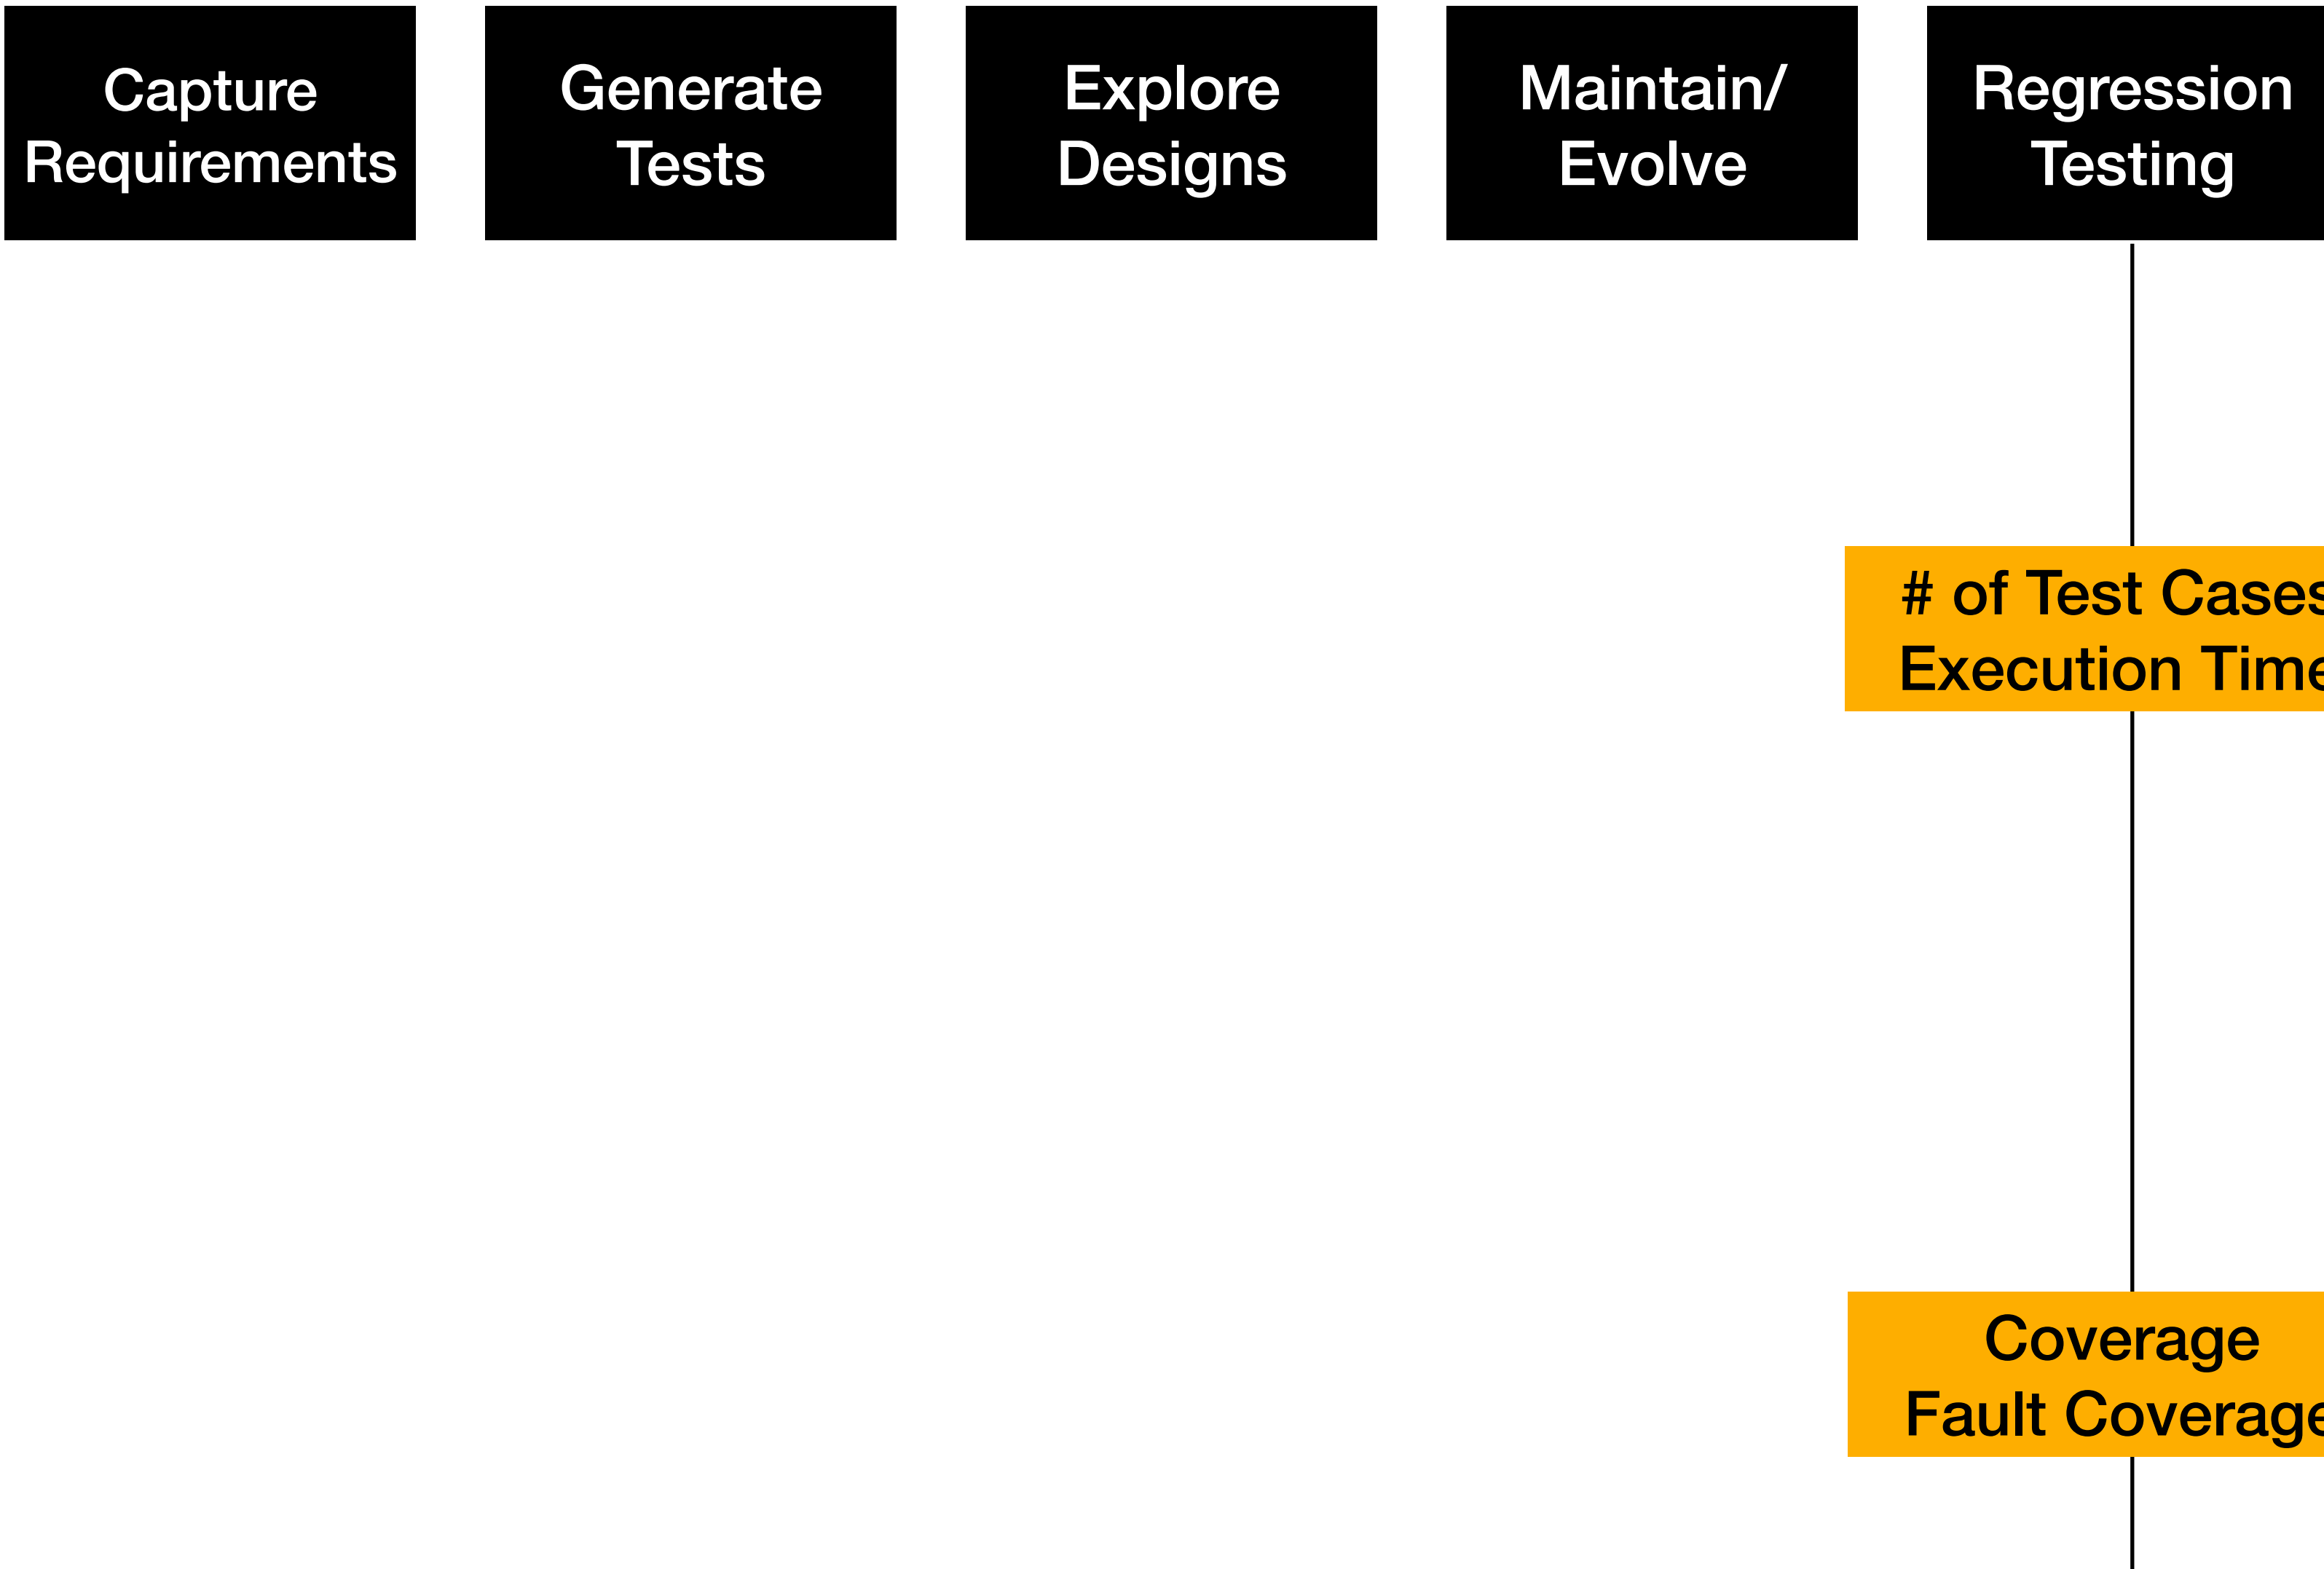 Capture
Requirements
Generate
Tests
Explore
Designs
Maintain/
Evolve
Regression
Testing
# of Test Cases
Execution Time
Coverage
Fault Coverage